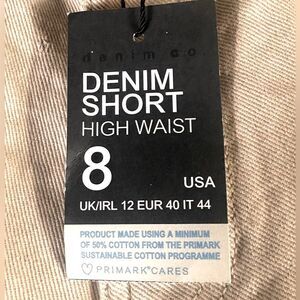 denim co
DENIM
SHORT
HIGH WAIST
8
USA
UK/IRL 12 EUR 40 IT 44
PRODUCT MADE USING A MINIMUM
OF 50% COTTON FROM THE PRIMARK
SUSTAINABLE COTTON PROGRAMME
PRIMARK®CARES